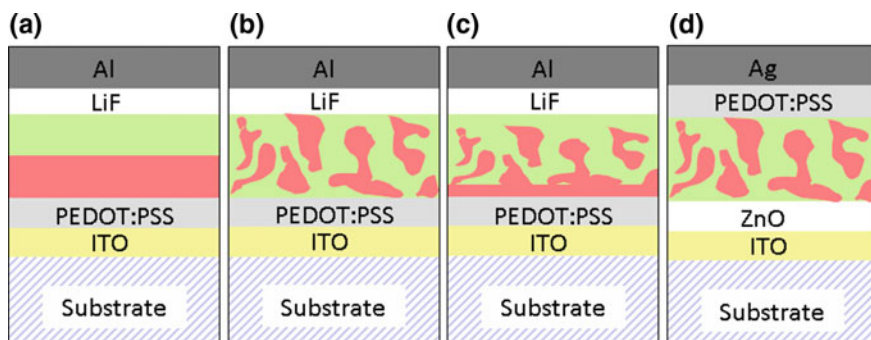 (a)
Al
LiF
PEDOT:PSS
ITO
Substrate
(b)
Al
LiF
PEDOT:PSS
ITO
Substrate
(c)
Al
LiF
PEDOT:PSS
ITO
Substrate
(d)
Ag
PEDOT:PSS
ZnO
ITO
Substrate